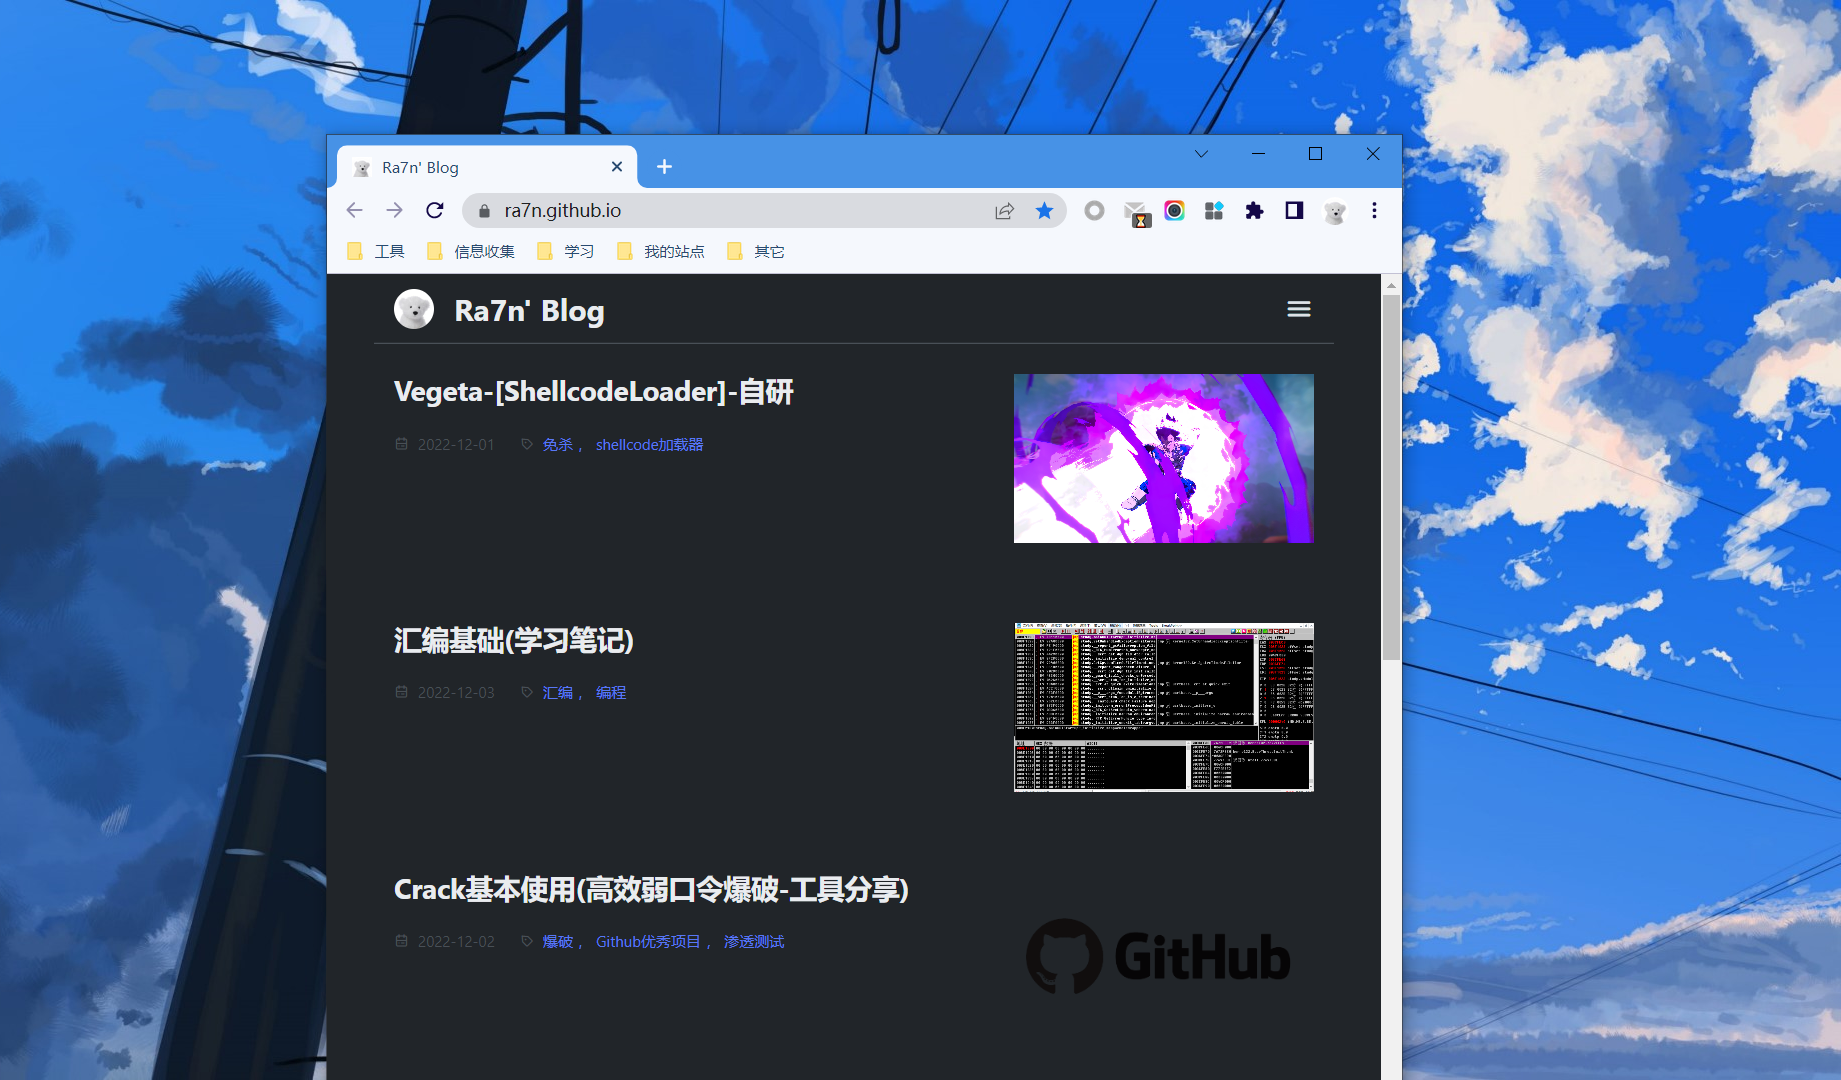 Ra7n' Blog
ra7n.github.io
工具 信息收集 学习 我的站点 其它
Ra7n' Blog
Vegeta-[ShellcodeLoader]-自研
2022-12-01 免杀， shellcode加载器
汇编基础(学习笔记)
2022-12-03 汇编， 编程
Crack基本使用(高效弱口令爆破-工具分享)
2022-12-02 爆破， Github优秀项目， 渗透测试
GitHub